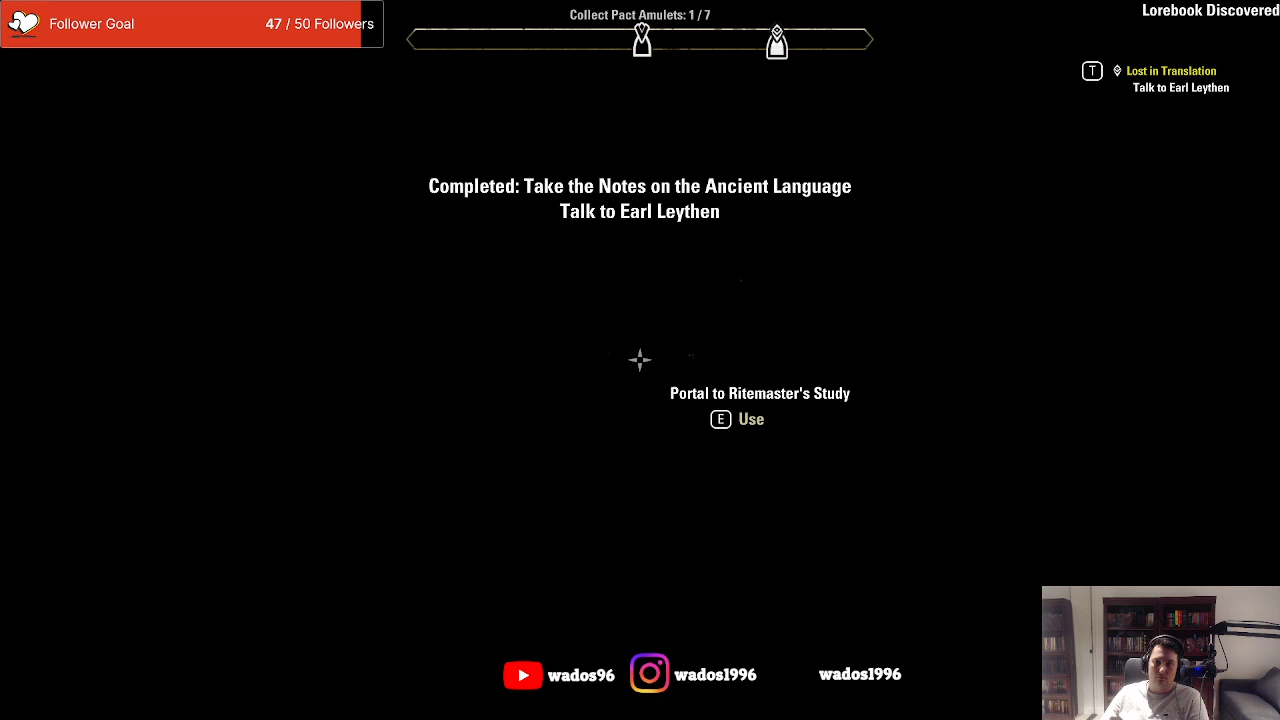 Follower Goal
47 / 50 Followers
Collect Pact Amulets: 1 / 7
Lorebook Discovered
T
Lost in Translation
Talk to Earl Leythen
Completed: Take the Notes on the Ancient Language
Talk to Earl Leythen
Portal to Ritemaster's Study
E Use
wados96
wados1996
wados1996